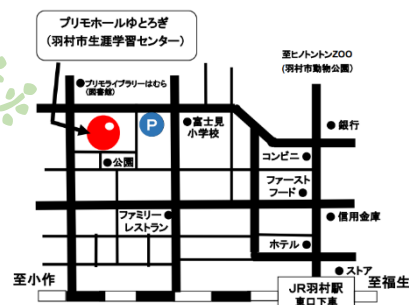 プリモホールゆとろぎ
(羽村市生涯学習センター)
至ヒノトントンZOO
(羽村市動物公園)
●プリモライブラリーはむら
(図書館)
P
●富士見
小学校
●銀行
コンビニ●
●公園
ファースト
フード●
ファミリー●
レストラン
●信用金庫
ホテル●
●ストア
至小作
JR羽村駅
東口下車
至福生